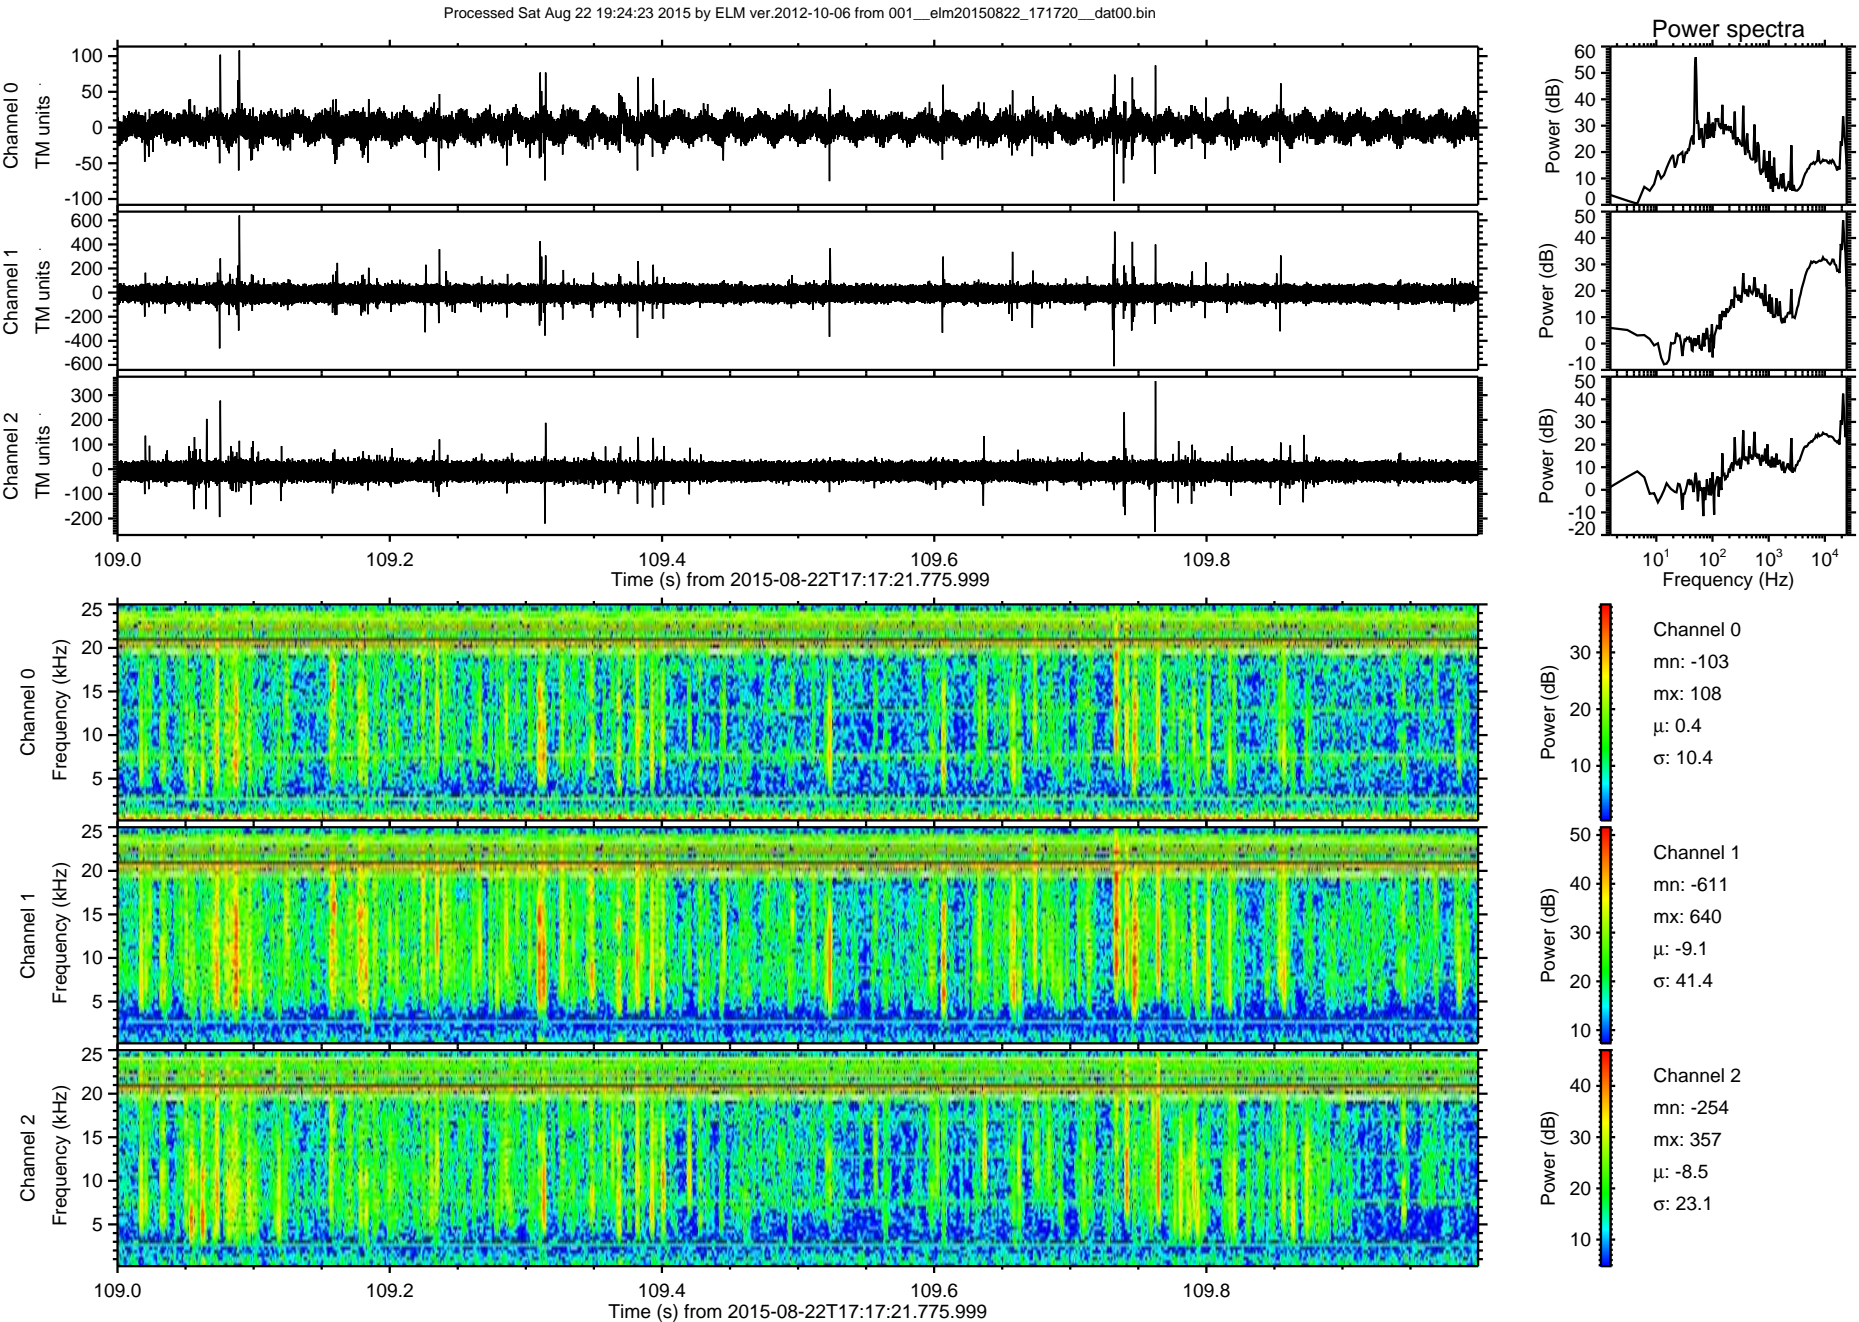 Processed Sat Aug 22 19:24:23 2015 by ELM ver.2012-10-06 from 001__elm20150822_171720__dat00.bin
Power spectra
Channel 0
TM units
100
50
0
-50
-100
Power (dB)
60
50
40
30
20
10
0
Channel 1
TM units
600
400
200
0
-200
-400
-600
Power (dB)
50
40
30
20
10
0
-10
Channel 2
TM units
300
200
100
0
-100
-200
Power (dB)
50
40
30
20
10
0
-10
-20
109.0 109.2 109.4 109.6 109.8
Time (s) from 2015-08-22T17:17:21.775.999
10^1 10^2 10^3 10^4
Frequency (Hz)
Channel 0
Frequency (kHz)
25
20
15
10
5
Power (dB)
30
20
10
Channel 0
mn: -103
mx: 108
μ: 0.4
σ: 10.4
Channel 1
Frequency (kHz)
25
20
15
10
5
Power (dB)
50
40
30
20
10
Channel 1
mn: -611
mx: 640
μ: -9.1
σ: 41.4
Channel 2
Frequency (kHz)
25
20
15
10
5
Power (dB)
40
30
20
10
Channel 2
mn: -254
mx: 357
μ: -8.5
σ: 23.1
109.0 109.2 109.4 109.6 109.8
Time (s) from 2015-08-22T17:17:21.775.999